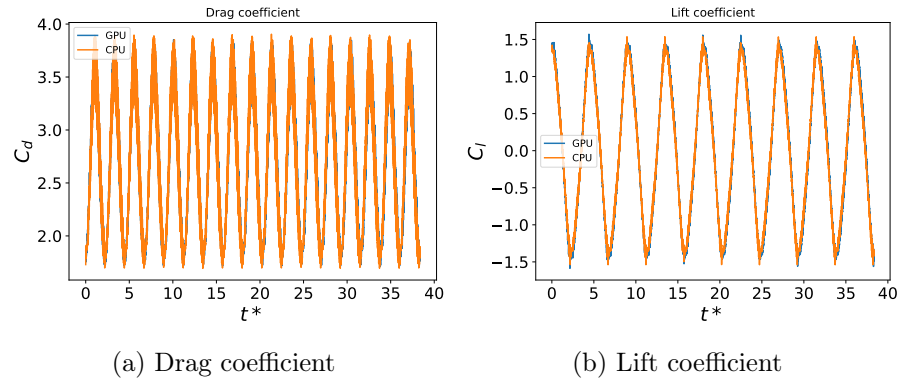 Drag coefficient
4.0
3.5
3.0
2.5
2.0
GPU
CPU
C_d
0 5 10 15 20 25 30 35 40
t*
(a) Drag coefficient
Lift coefficient
1.5
1.0
0.5
0.0
−0.5
−1.0
−1.5
GPU
CPU
C_l
0 5 10 15 20 25 30 35 40
t*
(b) Lift coefficient